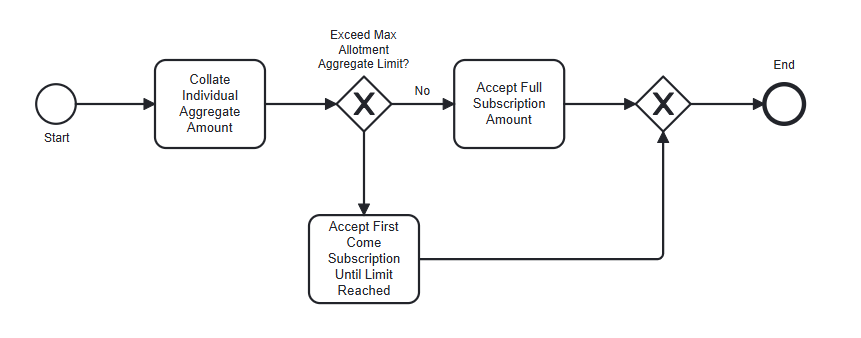 Exceed Max
Allotment
Aggregate Limit?
End
Collate
Individual
Aggregate
Amount
No
Accept Full
Subscription
Amount
Start
Accept First
Come
Subscription
Until Limit
Reached